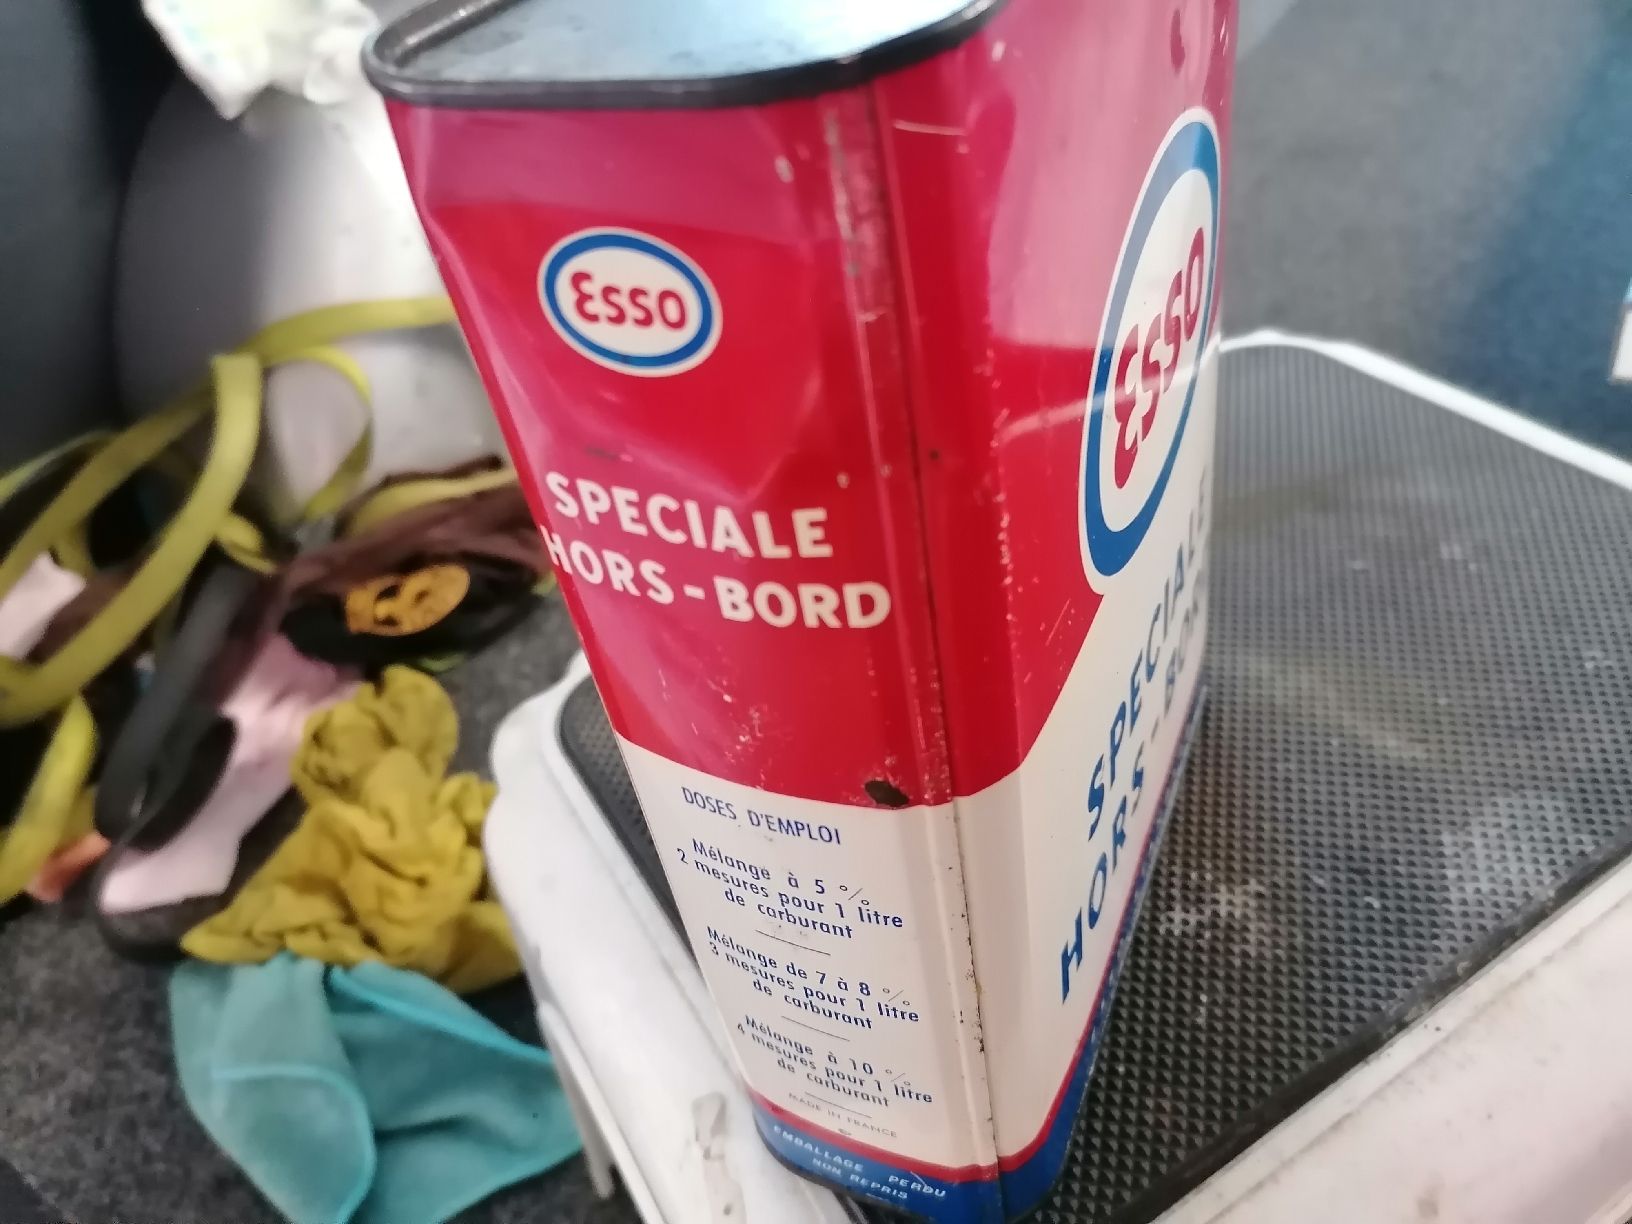 Esso
SPECIALE
HORS-BORD
DOSES D'EMPLOI
Mélange à 5 %
2 mesures pour 1 litre
de carburant
Mélange de 7 à 8 %
3 mesures pour 1 litre
de carburant
Mélange à 10 %
4 mesures pour 1 litre
de carburant
MADE IN FRANCE
EMBALLAGE PERDU
NON REPRIS
Esso
SPECIALE
HORS-BORD